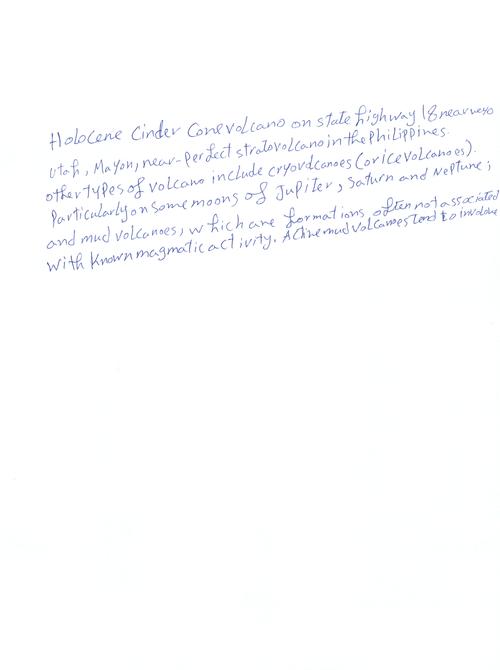 Holocene Cinder Cone volcano on state highway 18 near veyo
Utah, Mayon, near-perfect stratovolcano in the Philippines.
other types of volcano include cryovolcanoes (or ice volcanoes).
Particularly on some moons of Jupiter, Saturn and Neptune;
and mud volcanoes, which are formations often not associated
with known magmatic activity. Active mud volcanoes tend to involve